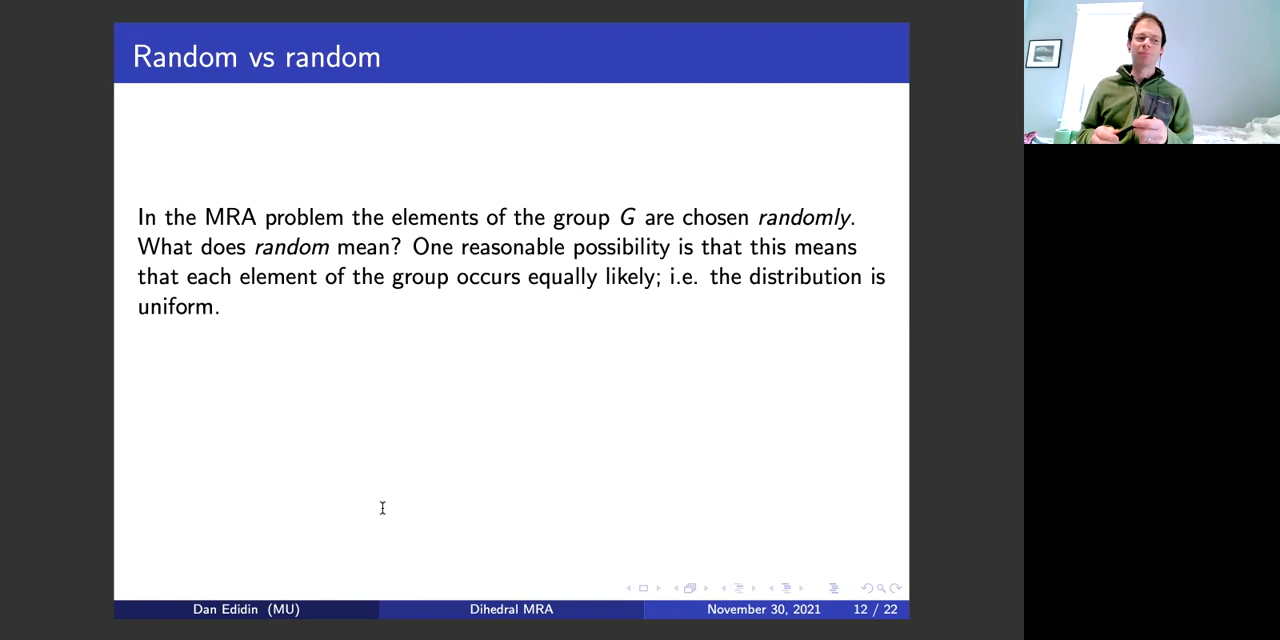 Random vs random
In the MRA problem the elements of the group G are chosen randomly.
What does random mean? One reasonable possibility is that this means
that each element of the group occurs equally likely; i.e. the distribution is
uniform.
Dan Edidin (MU) Dihedral MRA November 30, 2021 12 / 22